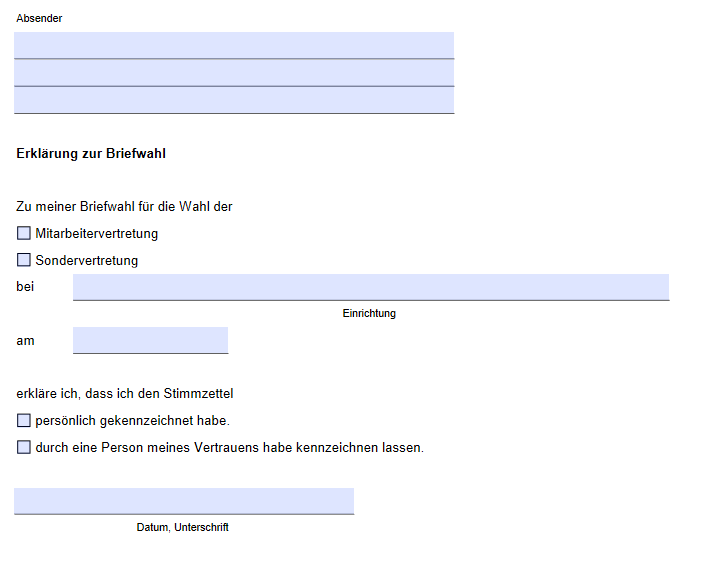 Absender
Erklärung zur Briefwahl
Zu meiner Briefwahl für die Wahl der
Mitarbeitervertretung
Sondervertretung
bei
Einrichtung
am
erkläre ich, dass ich den Stimmzettel
persönlich gekennzeichnet habe.
durch eine Person meines Vertrauens habe kennzeichnen lassen.
Datum, Unterschrift